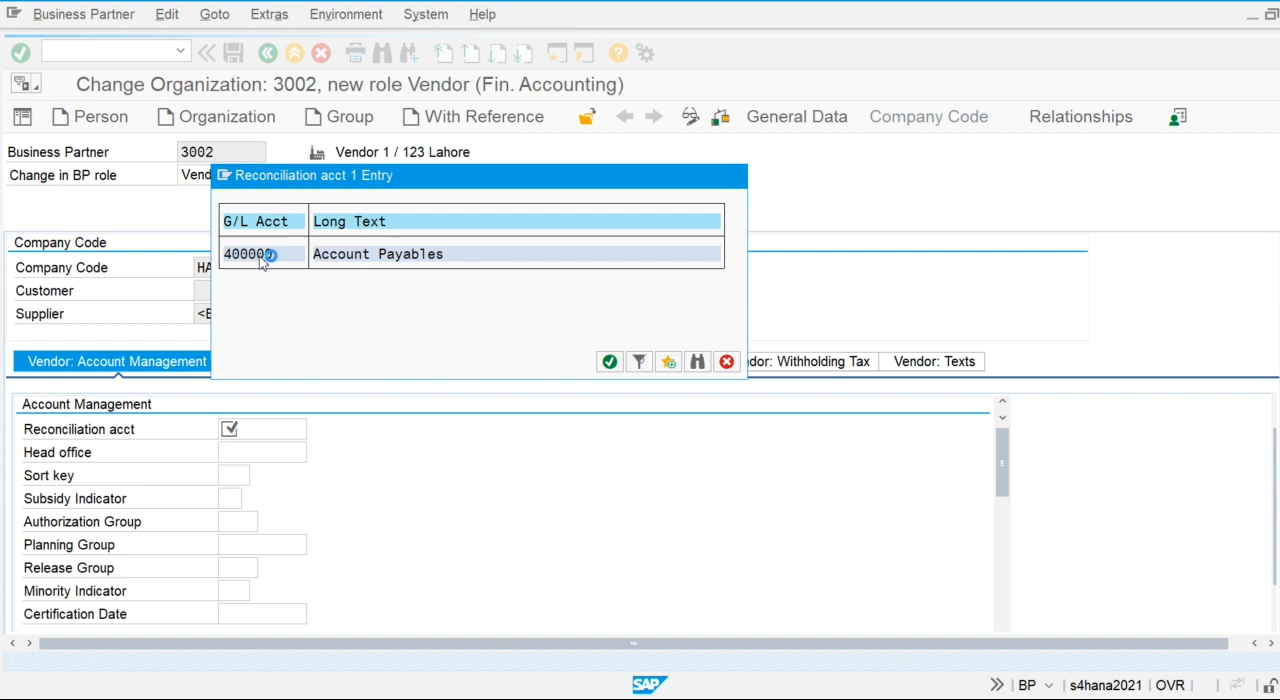 Business Partner Edit Goto Extras Environment System Help
Change Organization: 3002, new role Vendor (Fin. Accounting)
Person Organization Group With Reference General Data Company Code Relationships
Business Partner 3002 Vendor 1 / 123 Lahore
Change in BP role Vend
Reconciliation acct 1 Entry
G/L Acct Long Text
400000 Account Payables
Company Code
Company Code HA
Customer
Supplier <E
Vendor: Account Management dor: Withholding Tax Vendor: Texts
Account Management
Reconciliation acct
Head office
Sort key
Subsidy Indicator
Authorization Group
Planning Group
Release Group
Minority Indicator
Certification Date
SAP BP s4hana2021 OVR